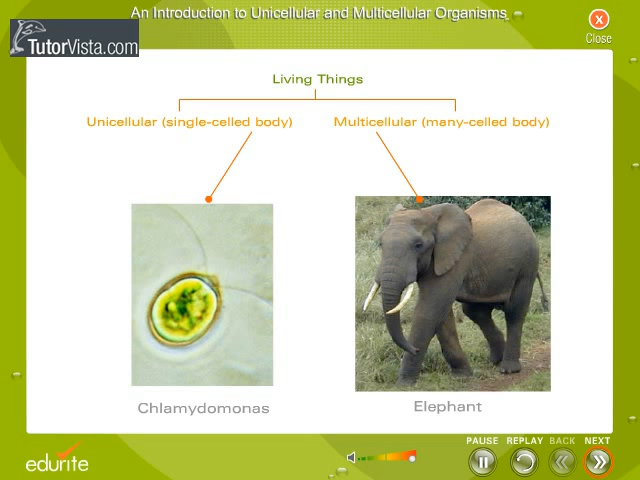 An Introduction to Unicellular and Multicellular Organisms
TutorVista.com
Close
Living Things
Unicellular (single-celled body)
Multicellular (many-celled body)
Chlamydomonas
Elephant
PAUSE REPLAY BACK NEXT
edurite